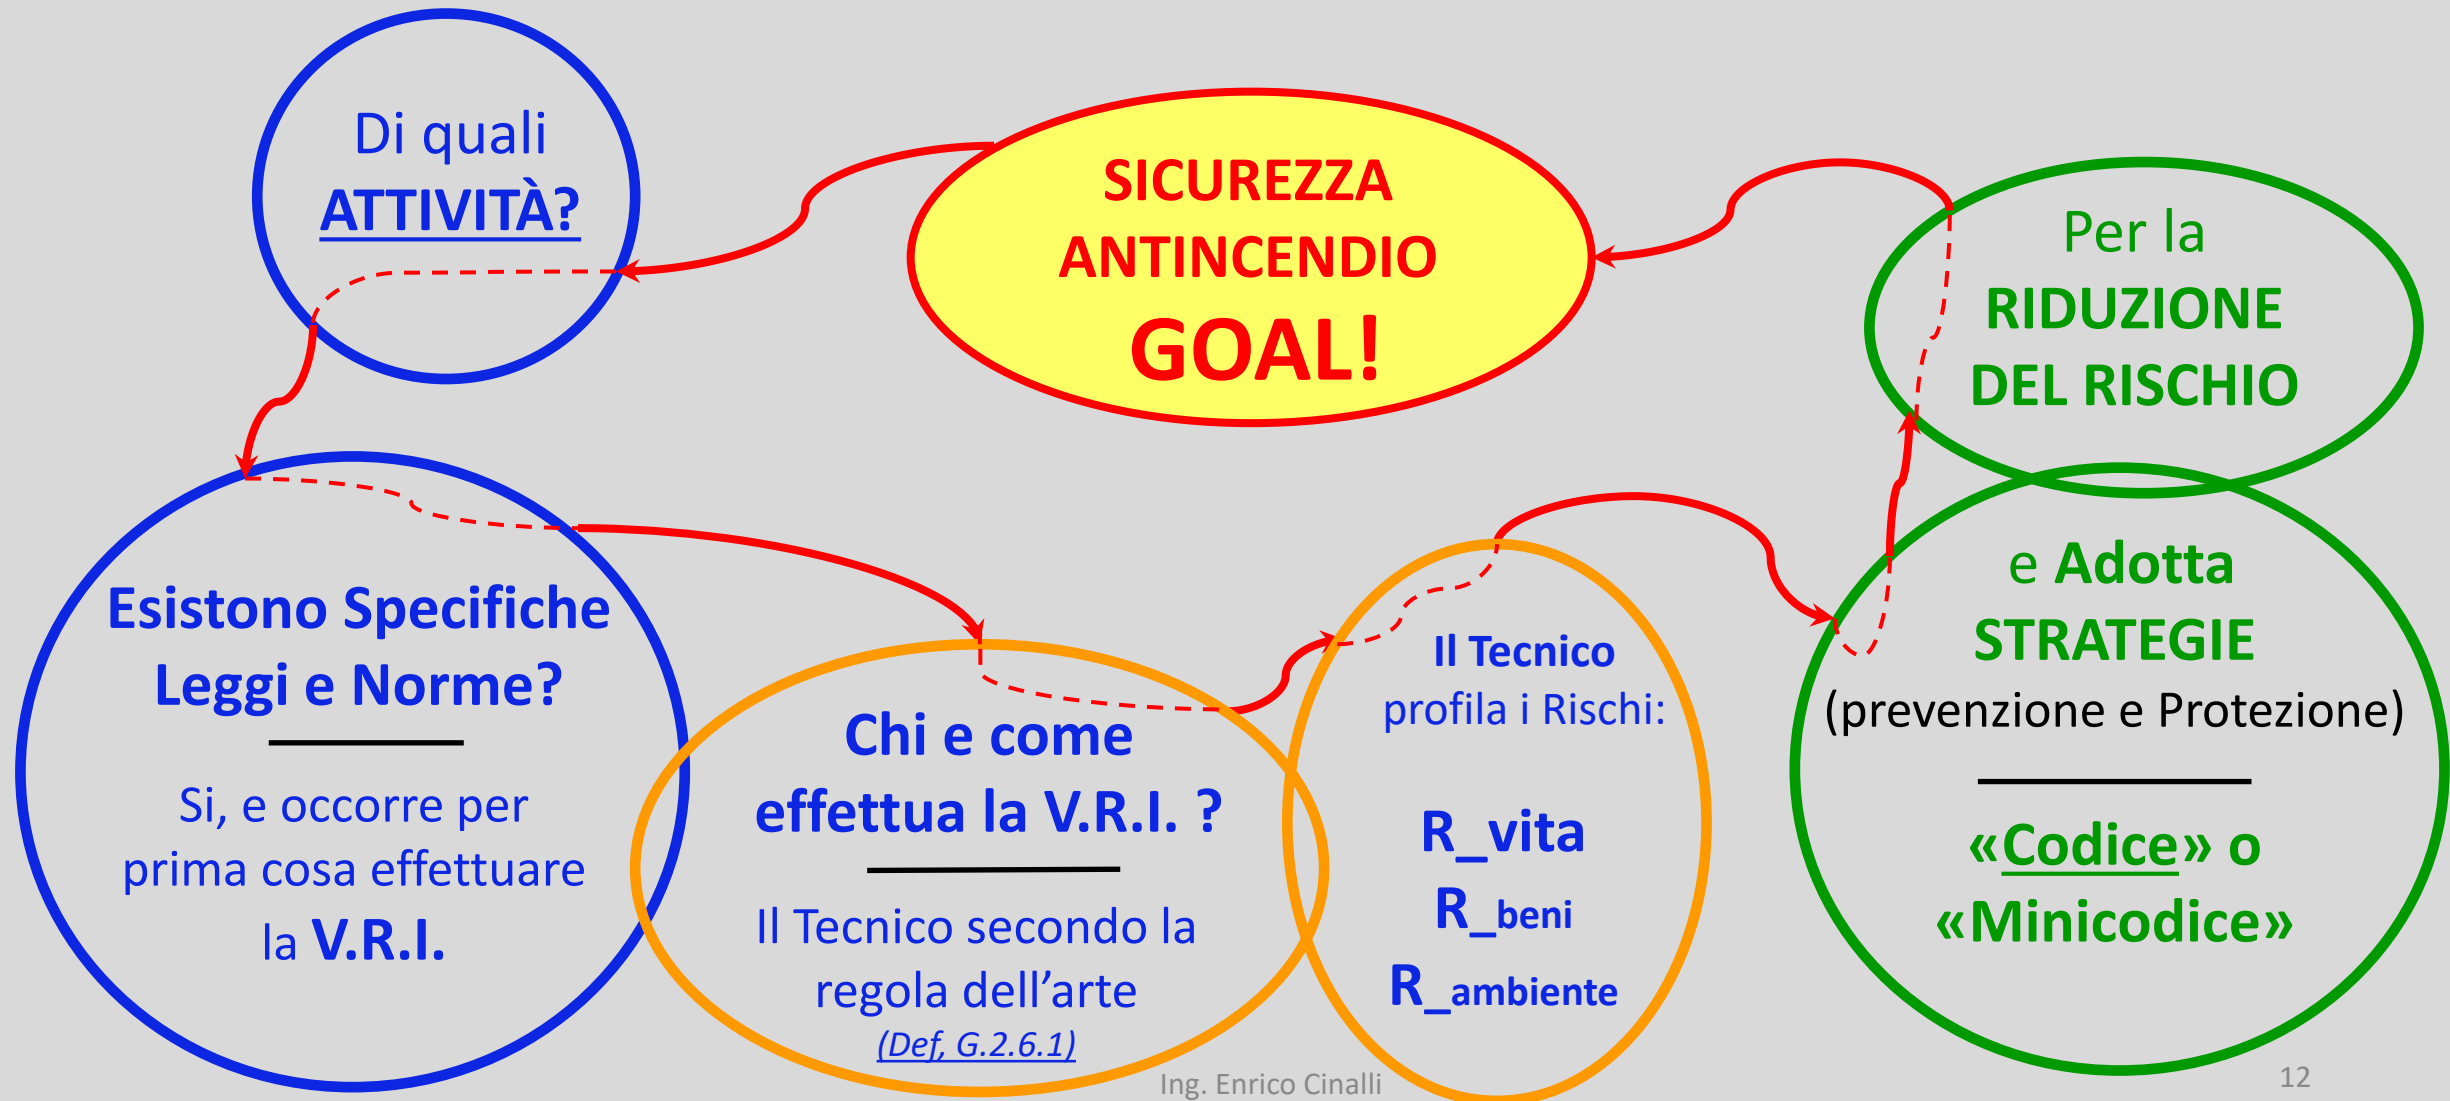 Di quali
ATTIVITÀ?
SICUREZZA
ANTINCENDIO
GOAL!
Per la
RIDUZIONE
DEL RISCHIO
Esistono Specifiche
Leggi e Norme?
Si, e occorre per
prima cosa effettuare
la V.R.I.
Chi e come
effettua la V.R.I. ?
Il Tecnico secondo la
regola dell’arte
(Def, G.2.6.1)
Il Tecnico
profila i Rischi:
R_vita
R_beni
R_ambiente
e Adotta
STRATEGIE
(prevenzione e Protezione)
«Codice» o
«Minicodice»
Ing. Enrico Cinalli
12